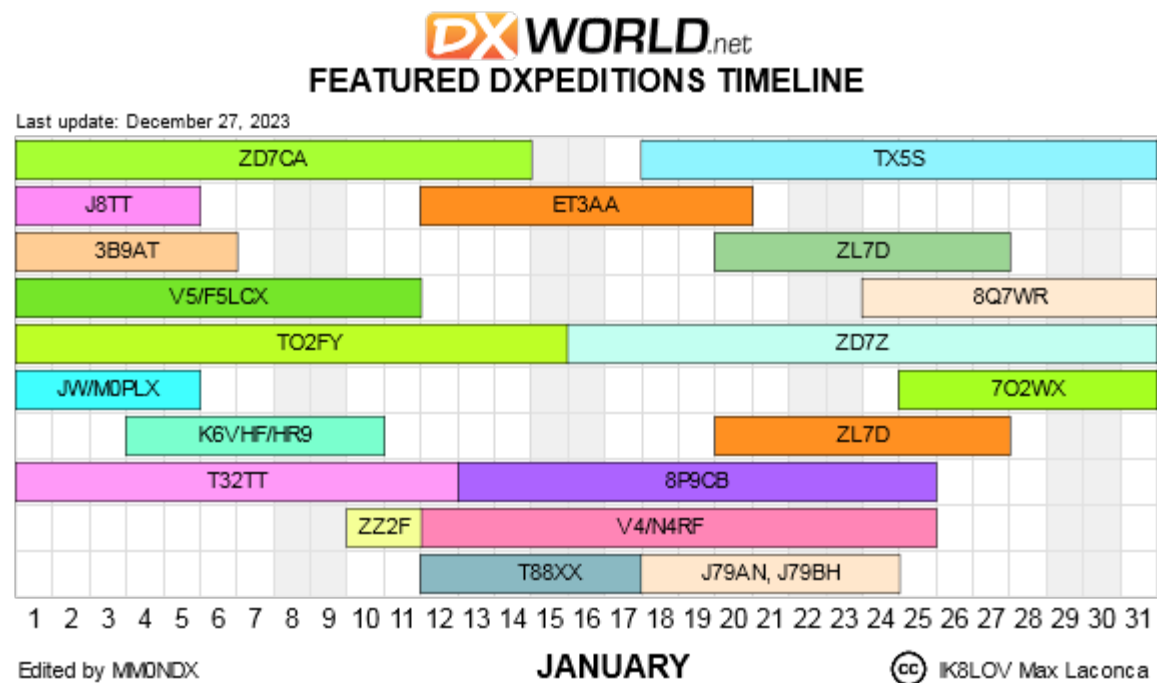 DX WORLD.net
FEATURED DXPEDITIONS TIMELINE
Last update: December 27, 2023
ZD7CA TX5S
J8TT ET3AA
3B9AT ZL7D
V5/F5LCX 8Q7WR
TO2FY ZD7Z
JW/M0PLX 7O2WX
K6VHF/HR9 ZL7D
T32TT 8P9CB
ZZ2F V4/N4RF
T88XX J79AN, J79BH
1 2 3 4 5 6 7 8 9 10 11 12 13 14 15 16 17 18 19 20 21 22 23 24 25 26 27 28 29 30 31
Edited by MM0NDX JANUARY cc IK8LOV Max Laconca